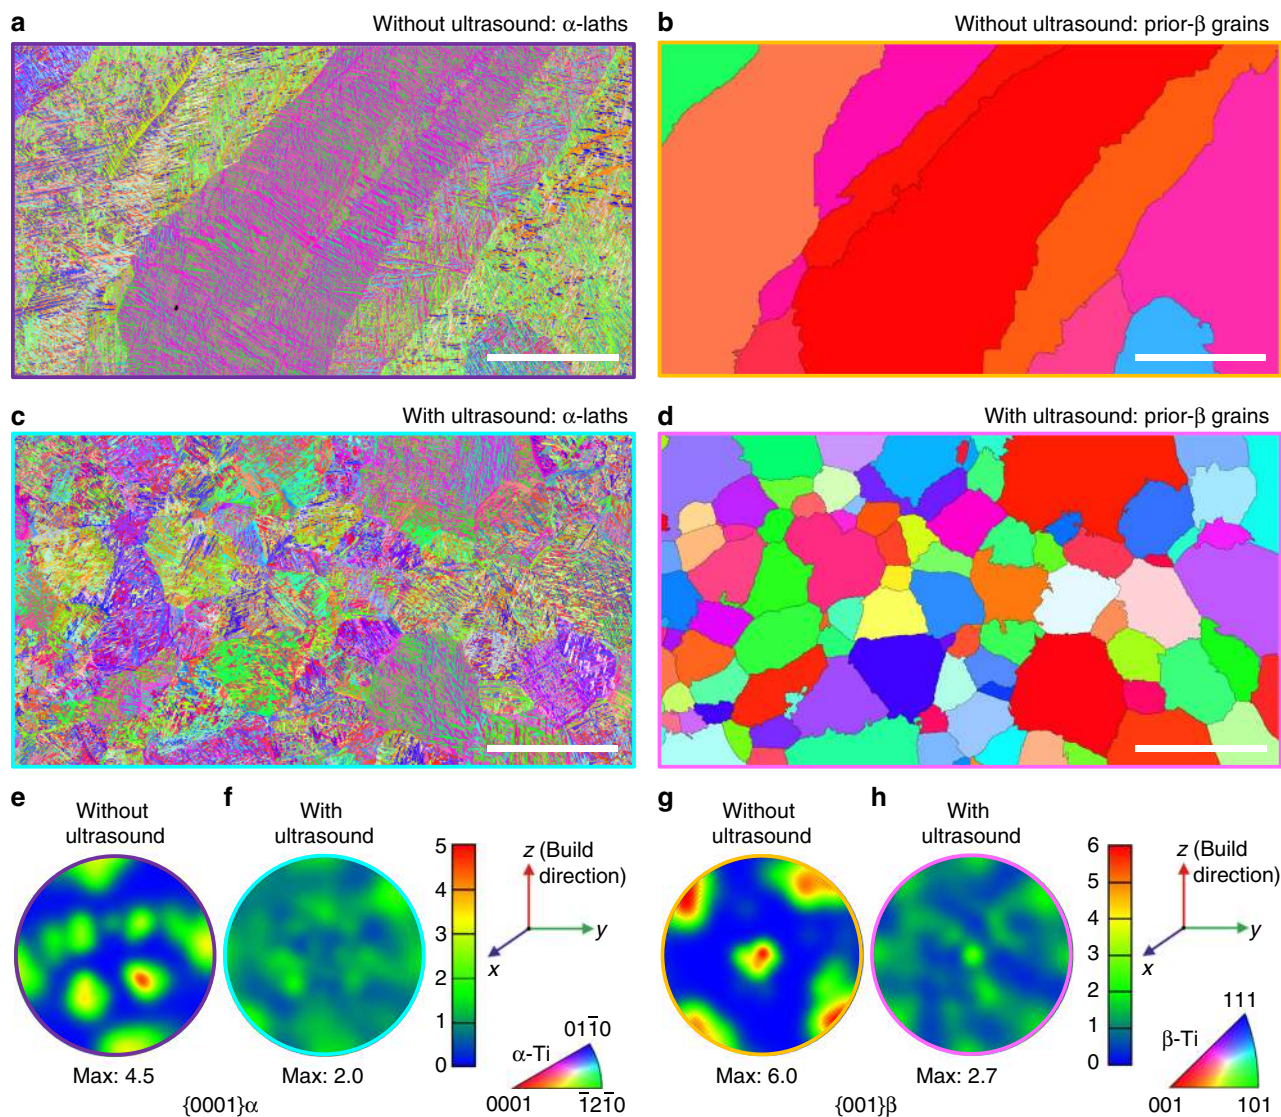 a
Without ultrasound: α-laths
b
Without ultrasound: prior-β grains
c
With ultrasound: α-laths
d
With ultrasound: prior-β grains
e
Without
ultrasound
f
With
ultrasound
5
4
3
2
1
0
z (Build
direction)
y
x
011̅0
α-Ti
0001
1̅21̅0
Max: 4.5
Max: 2.0
{0001}α
g
Without
ultrasound
h
With
ultrasound
6
5
4
3
2
1
0
z (Build
direction)
y
x
111
β-Ti
001
101
Max: 6.0
Max: 2.7
{001}β